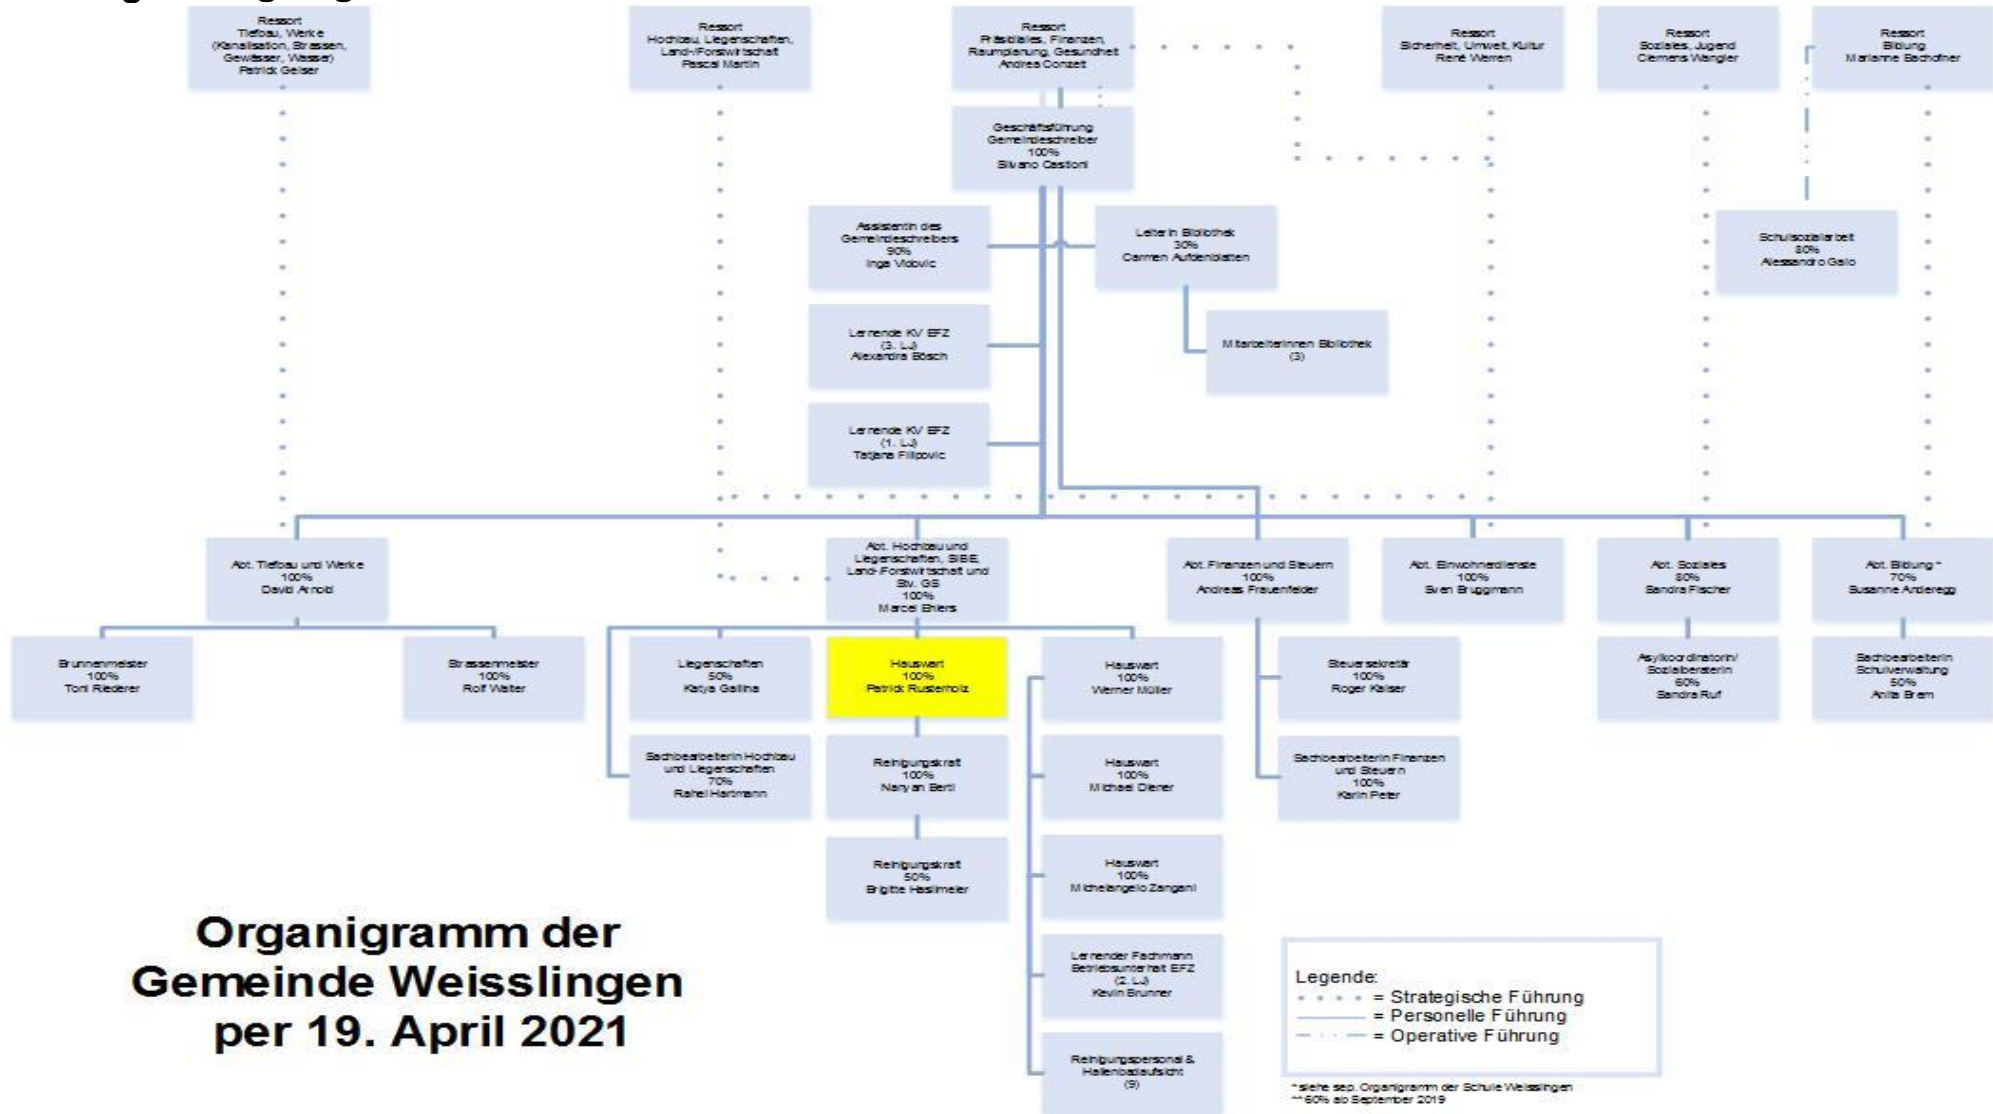 Ressort
Tiefbau, Werke
(Kanalisation, Strassen,
Gewässer, Wasser)
Patrick Geiser
Ressort
Hochbau, Liegenschaften,
Land-/Forstwirtschaft
Pascal Martin
Ressort
Präsidiales, Finanzen,
Raumplanung, Gesundheit
Andrea Conzett
Ressort
Sicherheit, Umwelt, Kultur
René Werren
Ressort
Soziales, Jugend
Clemens Wangler
Ressort
Bildung
Marianne Bachofner
Geschäftsführung
Gemeindeschreiber
100%
Silvano Castioni
Assistentin des
Gemeindeschreibers
90%
Inga Vidovic
Leiterin Bibliothek
30%
Carmen Aufdenblatten
Schulsozialarbeit
80%
Alessandro Gallo
Lernende KV EFZ
(3. LJ)
Alexandra Bösch
MitarbeiterInnen Bibliothek
(3)
Lernende KV EFZ
(1. LJ)
Tatjana Filipovic
Abt. Tiefbau und Werke
100%
David Arnold
Abt. Hochbau und
Liegenschaften, SIBE,
Land-/Forstwirtschaft und
Stv. GS
100%
Marcel Ehlers
Abt. Finanzen und Steuern
100%
Andreas Frauenfelder
Abt. Einwohnerdienste
100%
Sven Bruggmann
Abt. Soziales
80%
Sandra Fischer
Abt. Bildung *
70%
Susanne Anderegg
Brunnenmeister
100%
Toni Riederer
Strassenmeister
100%
Rolf Walter
Liegenschaften
50%
Katya Gallina
Hauswart
100%
Patrick Rusterholz
Hauswart
100%
Werner Müller
Steuersekretär
100%
Roger Kaiser
Asylkoordinatorin/
Sozialberaterin
60%
Sandra Ruf
Sachbearbeiterin
Schulverwaltung
50%
Anita Brem
Sachbearbeiterin Hochbau
und Liegenschaften
70%
Rahel Hartmann
Reinigungskraft
100%
Naryan Berti
Hauswart
100%
Michael Diener
Sachbearbeiterin Finanzen
und Steuern
100%
Karin Peter
Reinigungskraft
50%
Brigitte Haslimeier
Hauswart
100%
Michelangelo Zangani
Lernender Fachmann
Betriebsunterhalt EFZ
(2. LJ)
Kevin Brunner
Reinigungspersonal &
Hallenbadaufsicht
(9)
Organigramm der
Gemeinde Weisslingen
per 19. April 2021
Legende:
= Strategische Führung
= Personelle Führung
= Operative Führung
* siehe sep. Organigramm der Schule Weisslingen
** 60% ab September 2019